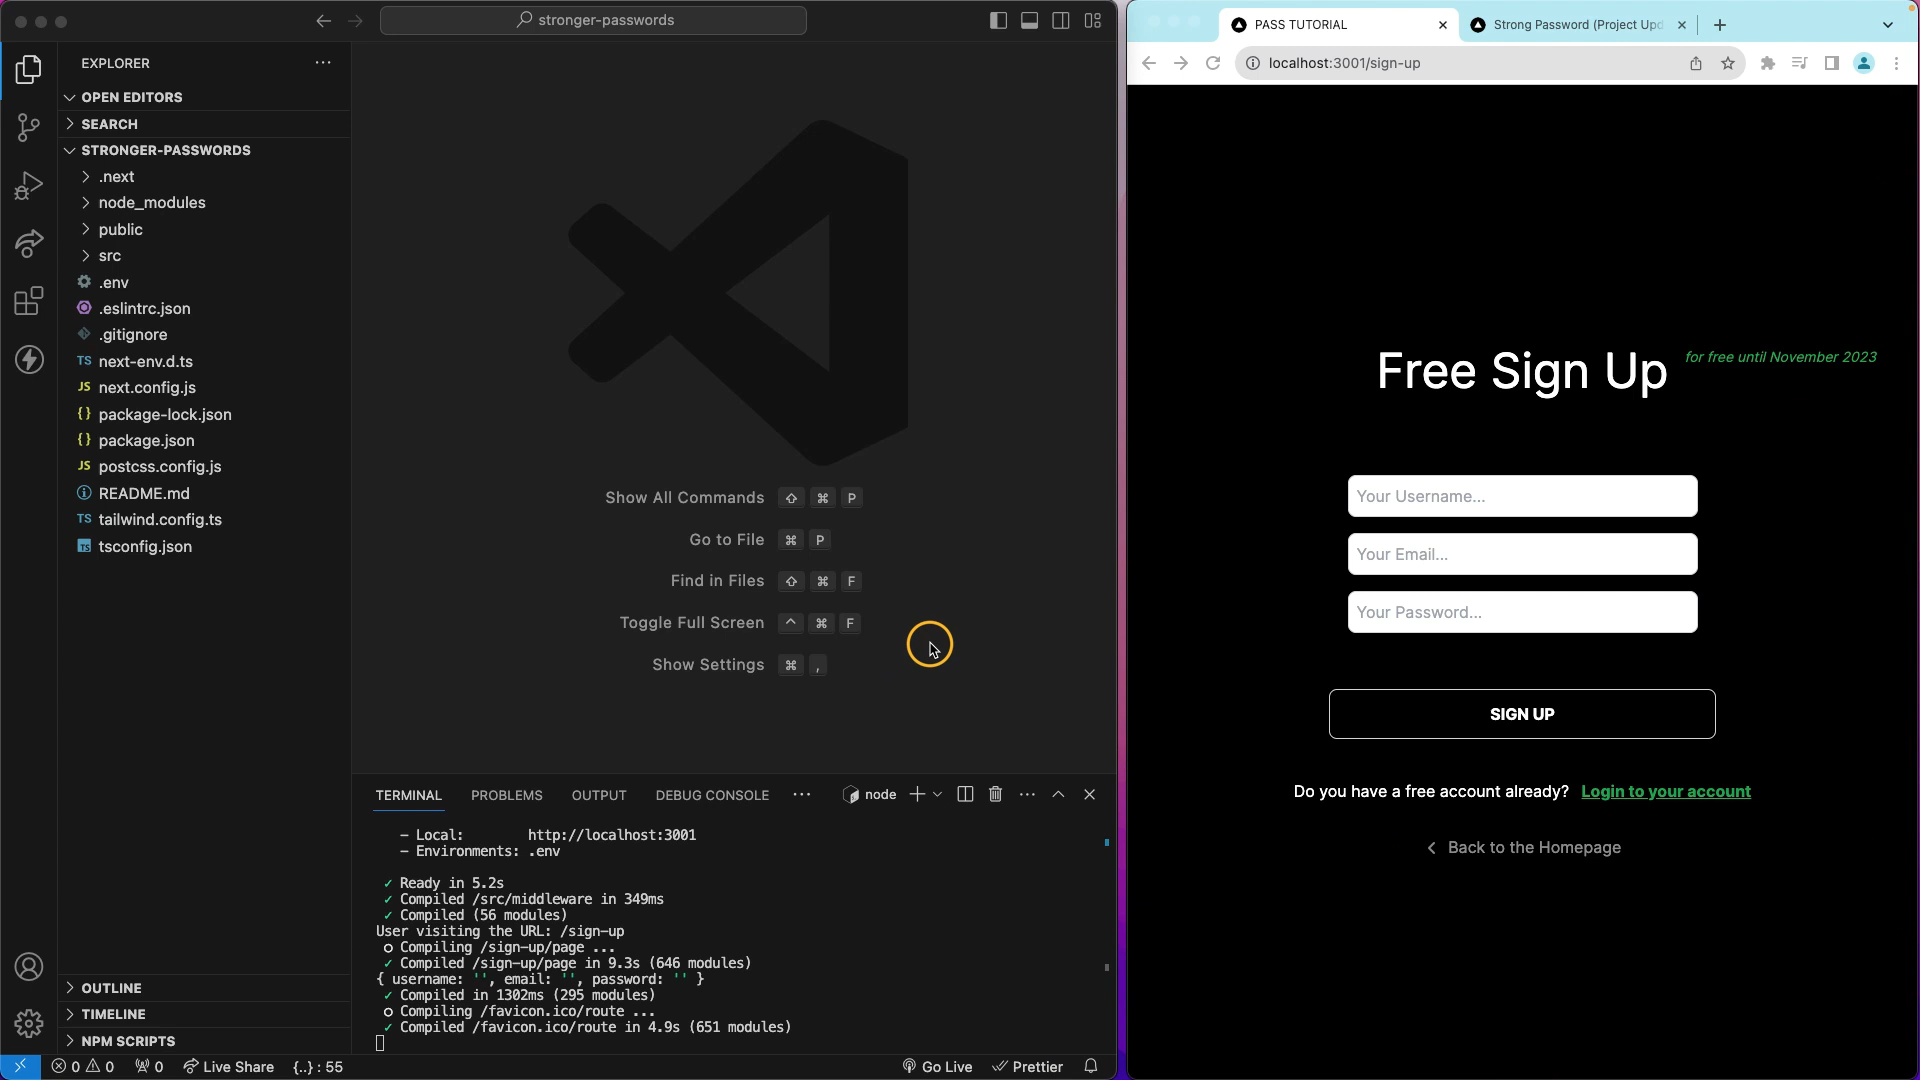 stronger-passwords
EXPLORER
OPEN EDITORS
SEARCH
STRONGER-PASSWORDS
.next
node_modules
public
src
.env
.eslintrc.json
.gitignore
TS next-env.d.ts
JS next.config.js
{} package-lock.json
{} package.json
JS postcss.config.js
README.md
TS tailwind.config.ts
TS tsconfig.json
OUTLINE
TIMELINE
NPM SCRIPTS
Show All Commands ⇧ ⌘ P
Go to File ⌘ P
Find in Files ⇧ ⌘ F
Toggle Full Screen ^ ⌘ F
Show Settings ⌘ ,
TERMINAL PROBLEMS OUTPUT DEBUG CONSOLE ... node
- Local: http://localhost:3001
- Environments: .env
✓ Ready in 5.2s
✓ Compiled /src/middleware in 349ms
✓ Compiled (56 modules)
User visiting the URL: /sign-up
○ Compiling /sign-up/page ...
✓ Compiled /sign-up/page in 9.3s (646 modules)
{ username: '', email: '', password: '' }
✓ Compiled in 1302ms (295 modules)
○ Compiling /favicon.ico/route ...
✓ Compiled /favicon.ico/route in 4.9s (651 modules)
0 0 0 Live Share {..} : 55 Go Live Prettier
PASS TUTORIAL
Strong Password (Project Upd
localhost:3001/sign-up
Free Sign Up
for free until November 2023
Your Username...
Your Email...
Your Password...
SIGN UP
Do you have a free account already? Login to your account
Back to the Homepage